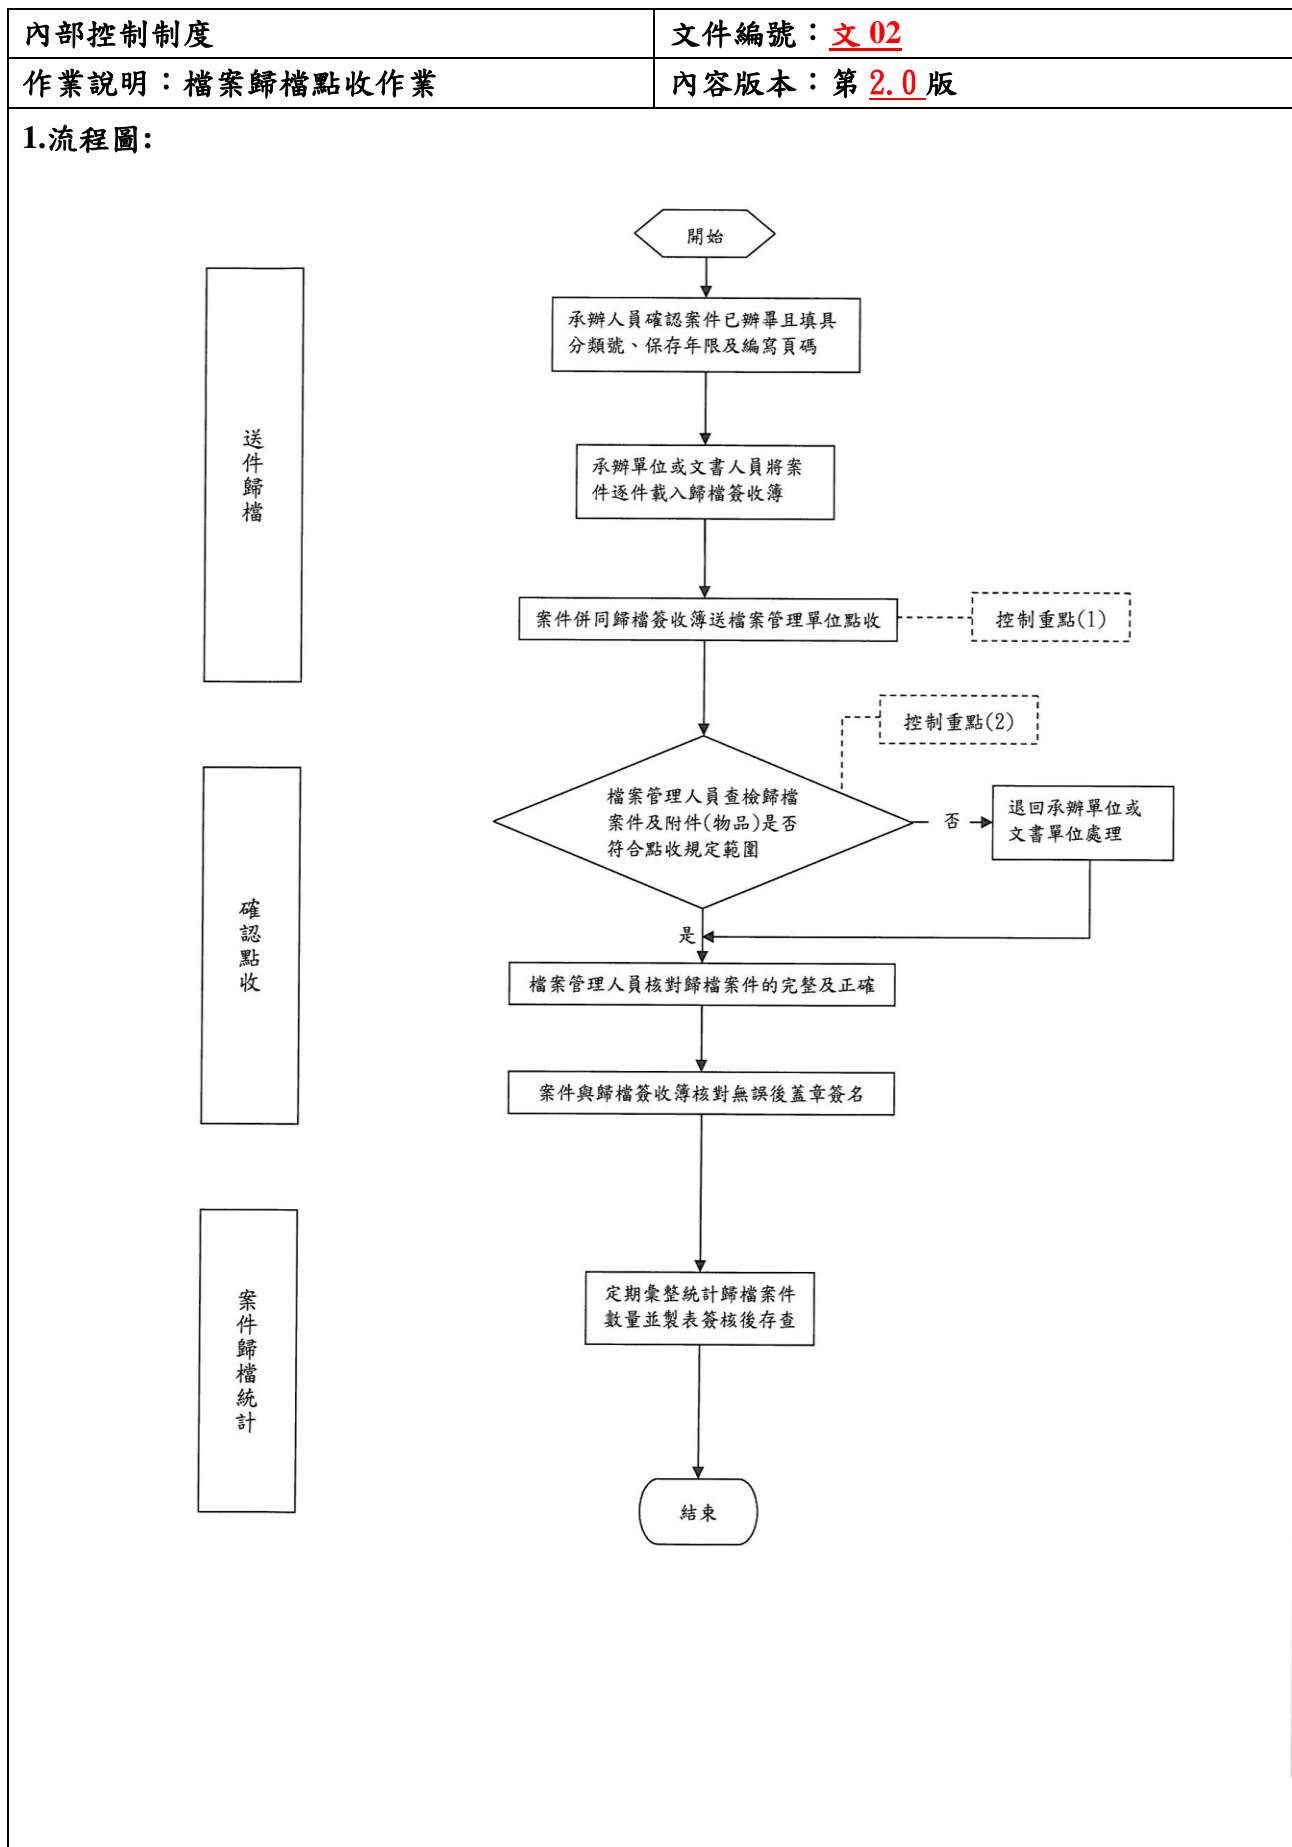 內部控制制度
文件編號：文 02
作業說明：檔案歸檔點收作業
內容版本：第 2.0 版
1.流程圖:
開始
承辦人員確認案件已辦畢且填具
分類號、保存年限及編寫頁碼
送件歸檔
承辦單位或文書人員將案
件逐件載入歸檔簽收簿
案件併同歸檔簽收簿送檔案管理單位點收
控制重點(1)
控制重點(2)
檔案管理人員查檢歸檔
案件及附件(物品)是否
符合點收規定範圍
否
退回承辦單位或
文書單位處理
確認點收
是
檔案管理人員核對歸檔案件的完整及正確
案件與歸檔簽收簿核對無誤後蓋章簽名
案件歸檔統計
定期彙整統計歸檔案件
數量並製表簽核後存查
結束